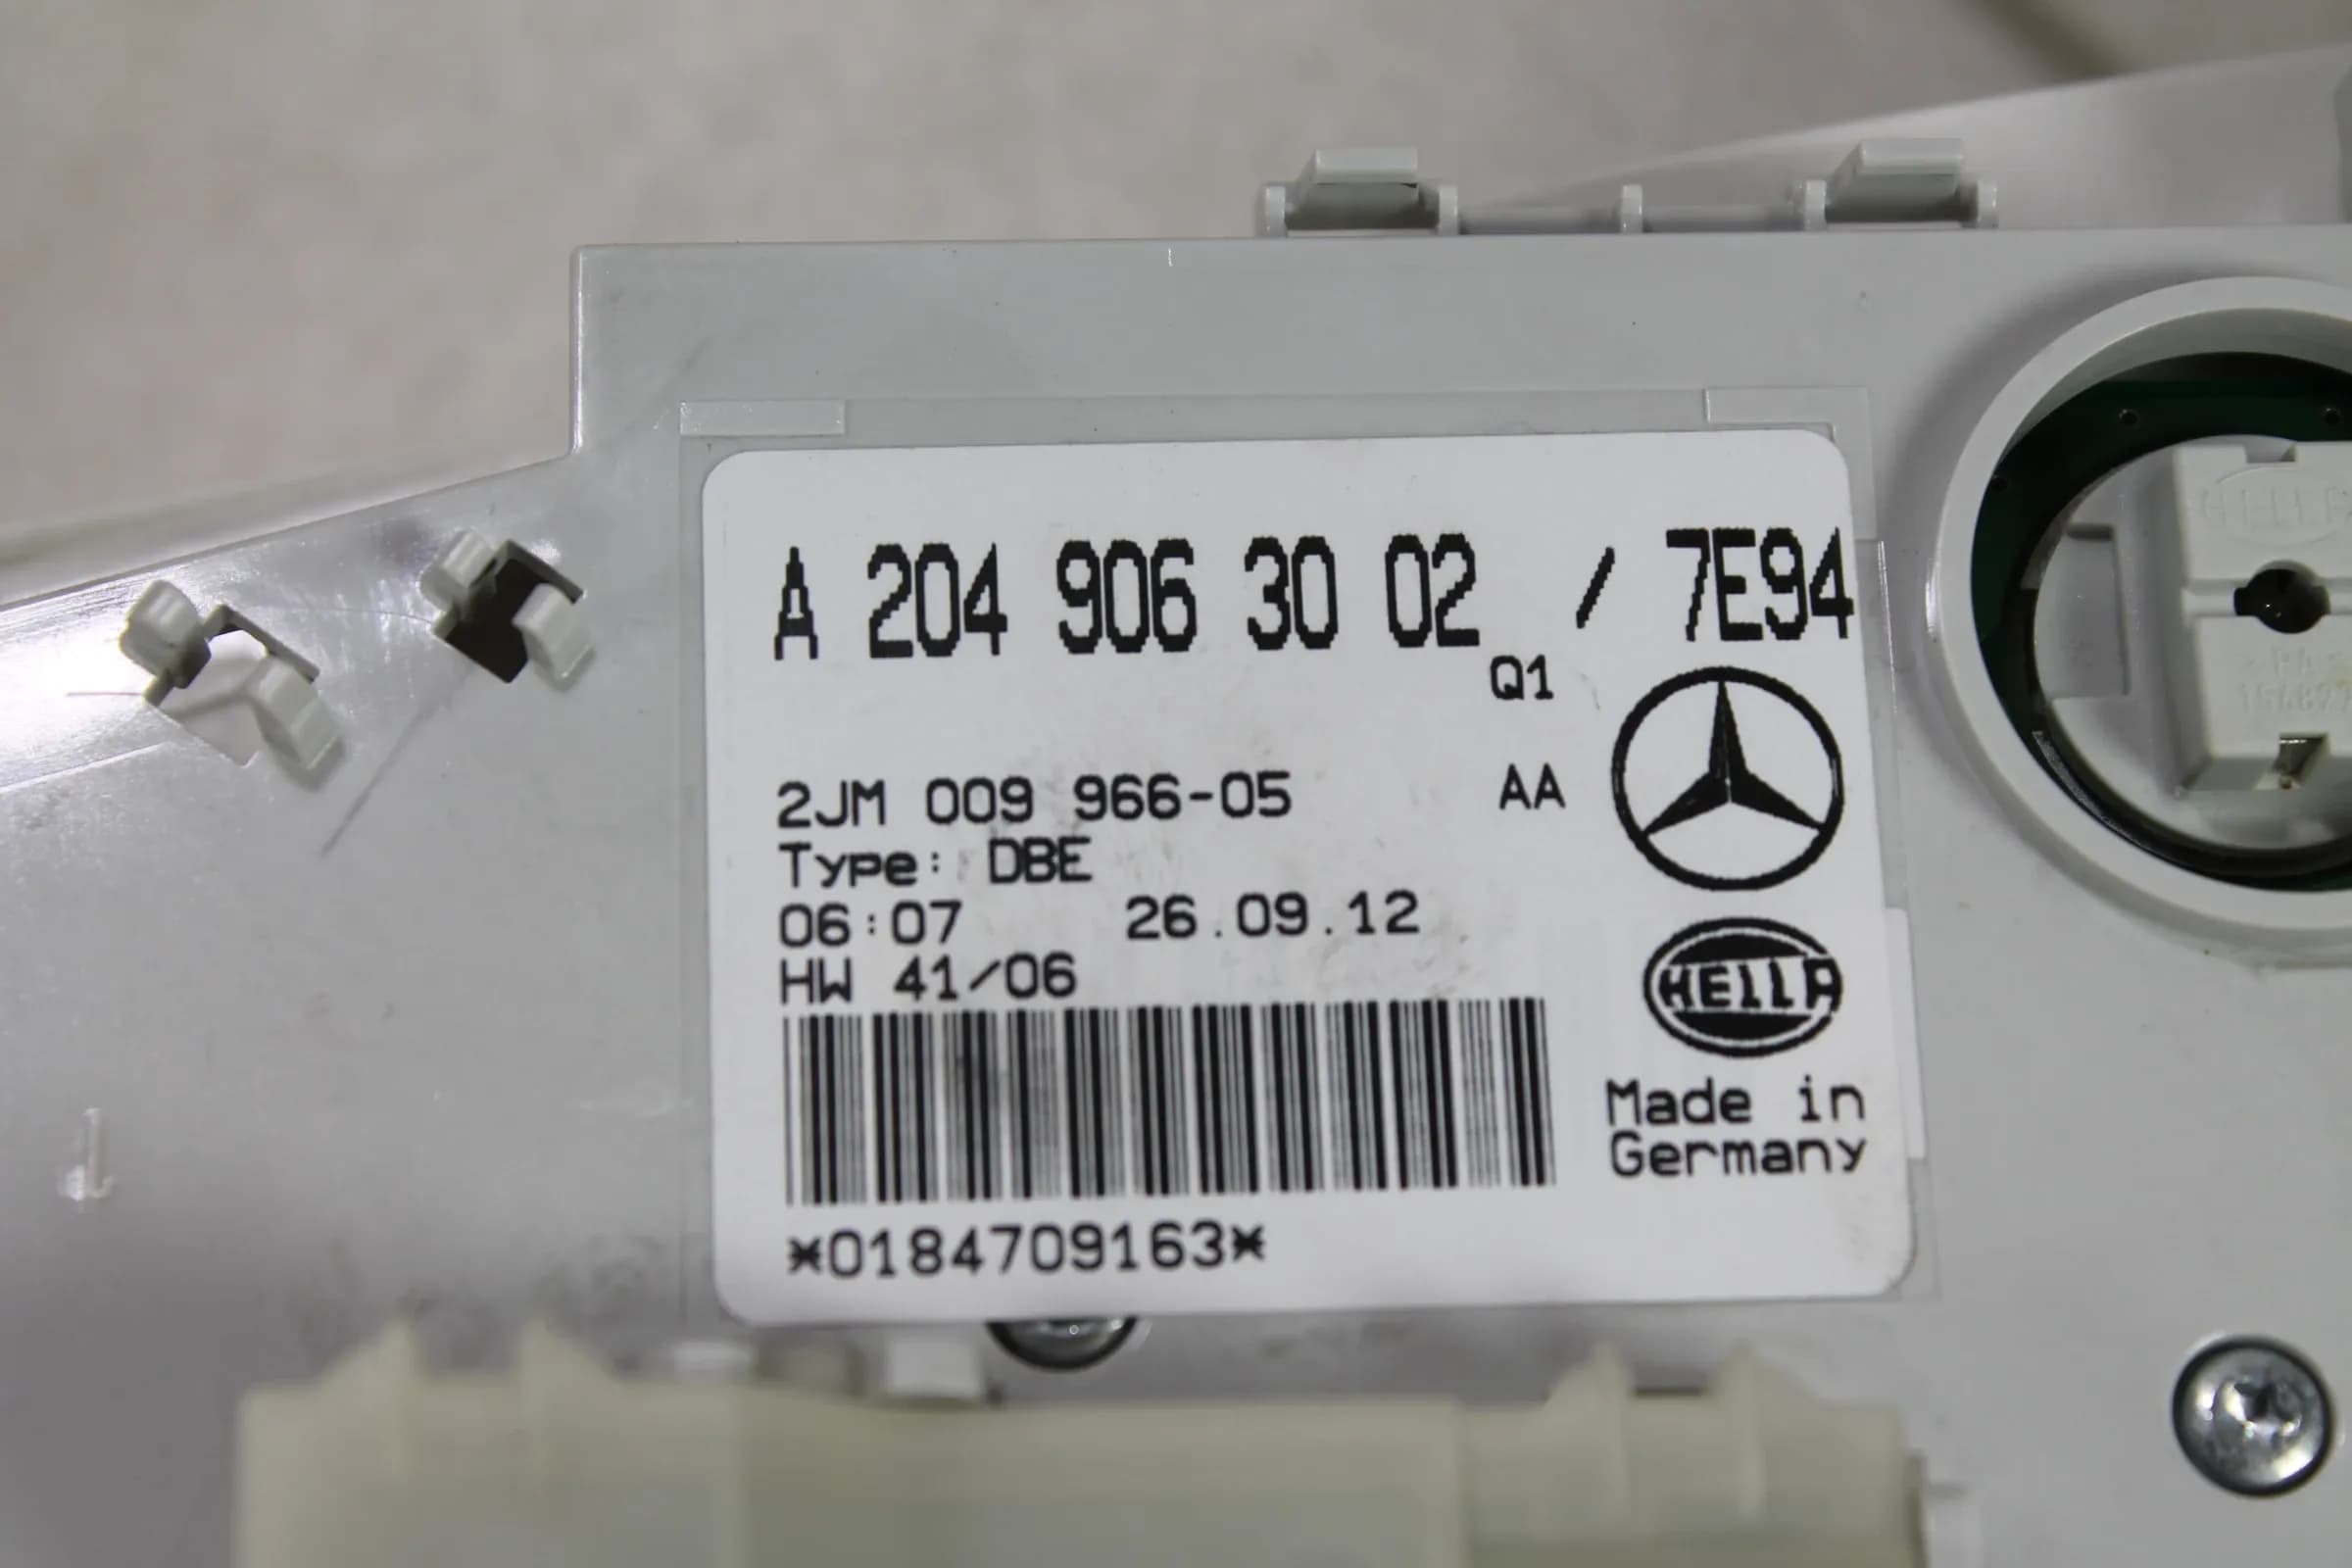 A 204 906 30 02 / 7E94
Q1
2JM 009 966-05 AA
Type: DBE
06:07 26.09.12
HW 41/06
HELLA
Made in
Germany
*0184709163*
HELLA